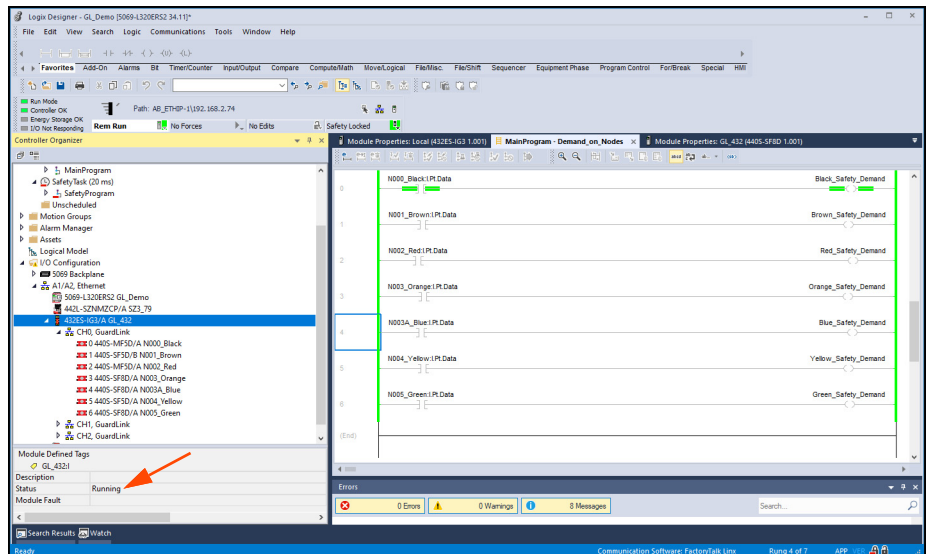 Logix Designer - GL_Demo [5069-L320ERS2 34.11]*
File Edit View Search Logic Communications Tools Window Help
Favorites Add-On Alarms Bit Timer/Counter Input/Output Compare Compute/Math Move/Logical File/Misc. File/Shift Sequencer Equipment Phase Program Control For/Break Special HMI
Run Mode
Controller OK
Energy Storage OK
I/O Not Responding
Path: AB_ETHIP-1\192.168.2.74
Rem Run No Forces No Edits Safety Locked
Controller Organizer
MainProgram
SafetyTask (20 ms)
SafetyProgram
Unscheduled
Motion Groups
Alarm Manager
Assets
Logical Model
I/O Configuration
5069 Backplane
A1/A2, Ethernet
5069-L320ERS2 GL_Demo
442L-SZNMZCP/A SZ3_79
432ES-IG3/A GL_432
CH0, GuardLink
0 440S-MF5D/A N000_Black
1 440S-SF5D/B N001_Brown
2 440S-MF5D/A N002_Red
3 440S-SF8D/A N003_Orange
4 440S-SF8D/A N003A_Blue
5 440S-SF5D/A N004_Yellow
6 440S-SF8D/A N005_Green
CH1, GuardLink
CH2, GuardLink
Module Defined Tags
GL_432:I
Description
Status Running
Module Fault
Search Results Watch
Module Properties: Local (432ES-IG3 1.001) MainProgram - Demand_on_Nodes Module Properties: GL_432 (440S-SF8D 1.001)
0 N000_Black:I.Pt.Data Black_Safety_Demand
1 N001_Brown:I.Pt.Data Brown_Safety_Demand
2 N002_Red:I.Pt.Data Red_Safety_Demand
3 N003_Orange:I.Pt.Data Orange_Safety_Demand
4 N003A_Blue:I.Pt.Data Blue_Safety_Demand
5 N004_Yellow:I.Pt.Data Yellow_Safety_Demand
6 N005_Green:I.Pt.Data Green_Safety_Demand
(End)
Errors
0 Errors 0 Warnings 8 Messages Search...
Ready Communication Software: FactoryTalk Linx Rung 4 of 7 APP VER